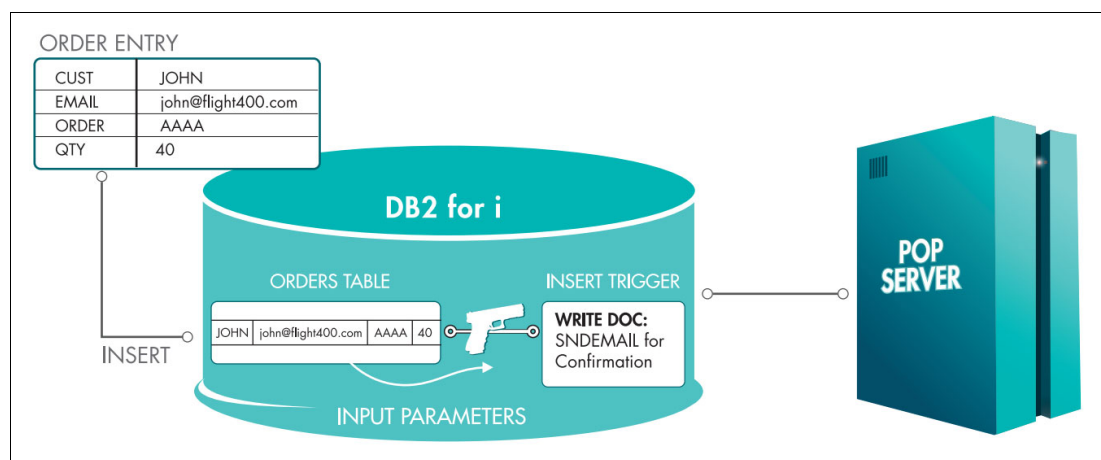 ORDER ENTRY
CUST JOHN
EMAIL john@flight400.com
ORDER AAAA
QTY 40
DB2 for i
POP
SERVER
ORDERS TABLE
INSERT TRIGGER
JOHN john@flight400.com AAAA 40
WRITE DOC:
SNDEMAIL for
Confirmation
INSERT
INPUT PARAMETERS